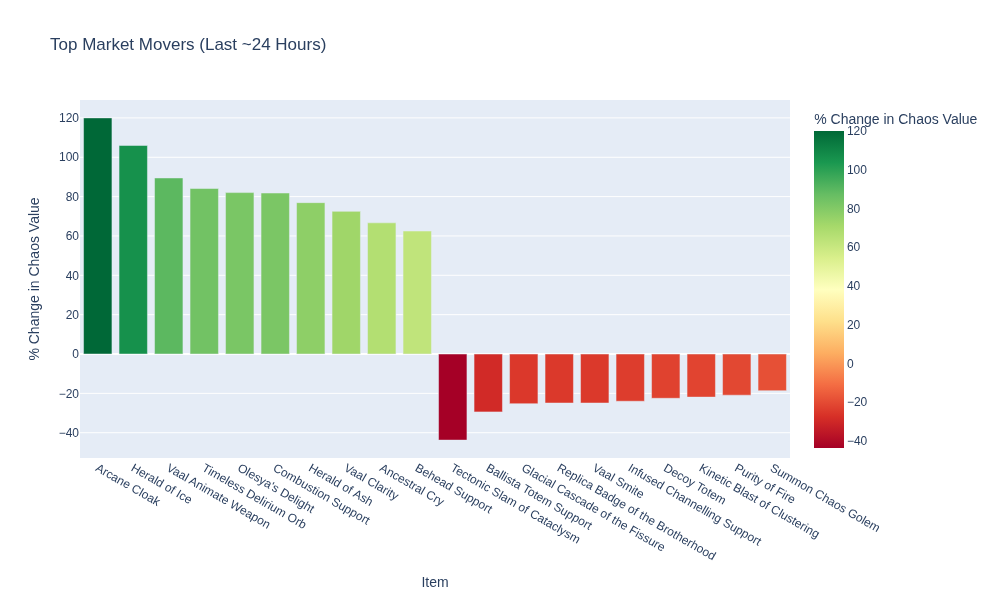 Top Market Movers (Last ~24 Hours)
% Change in Chaos Value
120
100
80
60
40
20
0
−20
−40
% Change in Chaos Value
120
100
80
60
40
20
0
−20
−40
Arcane Cloak
Herald of Ice
Vaal Animate Weapon
Timeless Delirium Orb
Olesya's Delight
Combustion Support
Herald of Ash
Vaal Clarity
Ancestral Cry
Behead Support
Tectonic Slam of Cataclysm
Ballista Totem Support
Glacial Cascade of the Fissure
Replica Badge of the Brotherhood
Vaal Smite
Infused Channelling Support
Decoy Totem
Kinetic Blast of Clustering
Purity of Fire
Summon Chaos Golem
Item